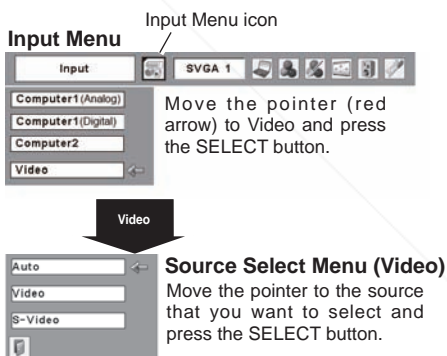 Input Menu icon
Input Menu
Input
SVGA 1
Computer1(Analog)
Computer1(Digital)
Computer2
Video
Move the pointer (red
arrow) to Video and press
the SELECT button.
Video
Auto
Video
S-Video
Source Select Menu (Video)
Move the pointer to the source
that you want to select and
press the SELECT button.